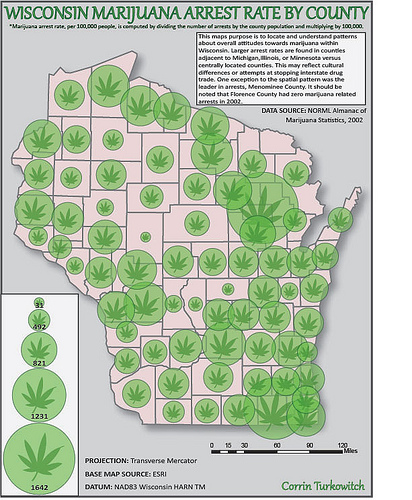 WISCONSIN MARIJUANA ARREST RATE BY COUNTY
*Marijuana arrest rate, per 100,000 people, is computed by dividing the number of arrests by the county population and multiplying by 100,000.
This maps purpose is to locate and understand patterns
about overall attitudes towards marijuana within
Wisconsin. Larger arrest rates are found in counties
adjacent to Michigan,Illinois, or Minnesota versus
centrally located counties. This may reflect cultural
differences or attempts at stopping interstate drug
trade. One exception to the spatial pattern was the
leader in arrests, Menominee County. It should be
noted that Florence County had zero marijuana related
arrests in 2002.
DATA SOURCE: NORML Almanac of
Marijuana Statistics, 2002
31
492
821
1231
1642
0 15 30 60 90 120
Miles
PROJECTION: Transverse Mercator
BASE MAP SOURCE: ESRI
DATUM: NAD83 Wisconsin HARN TM
Corrin Turkowitch